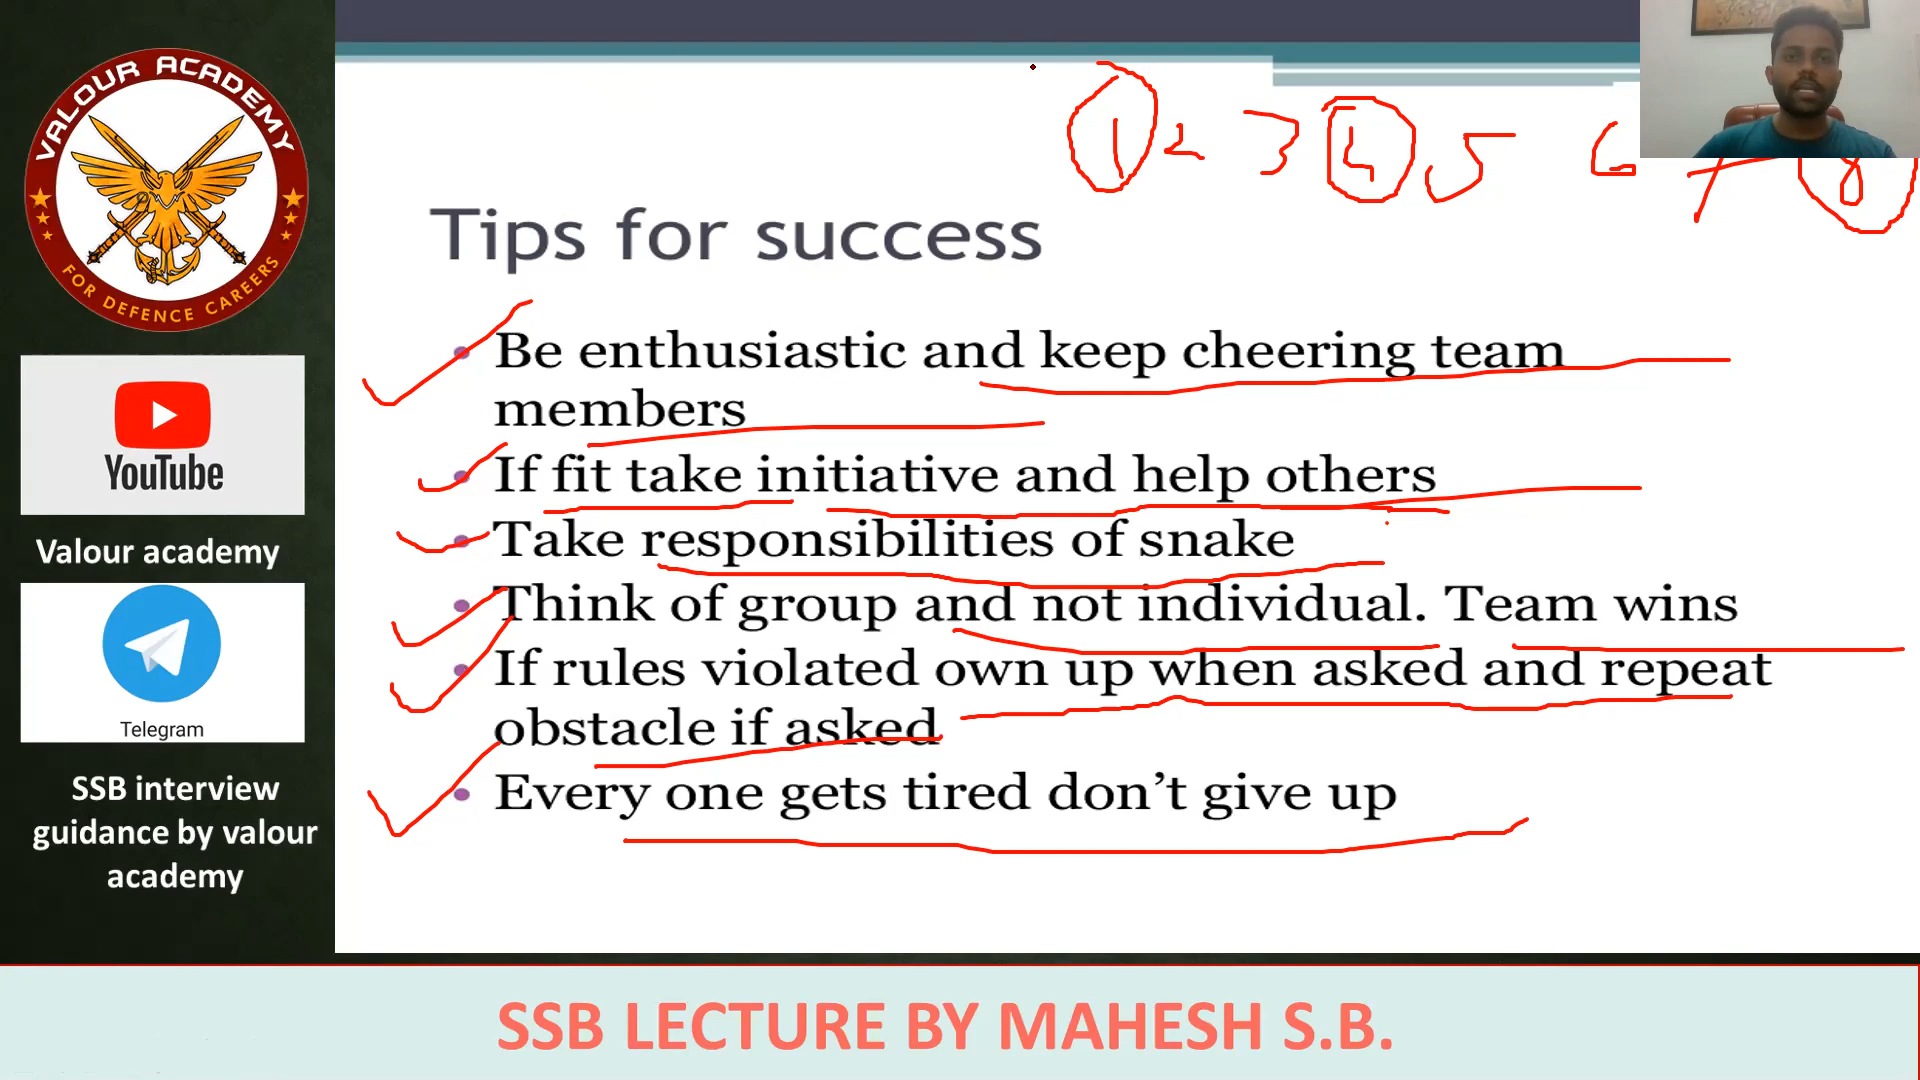 VALOUR ACADEMY
FOR DEFENCE CAREERS
YouTube
Valour academy
Telegram
SSB interview
guidance by valour
academy
1 2 3 4 5 6 7 8
Tips for success
• Be enthusiastic and keep cheering team
members
• If fit take initiative and help others
• Take responsibilities of snake
• Think of group and not individual. Team wins
• If rules violated own up when asked and repeat
obstacle if asked
• Every one gets tired don't give up
SSB LECTURE BY MAHESH S.B.